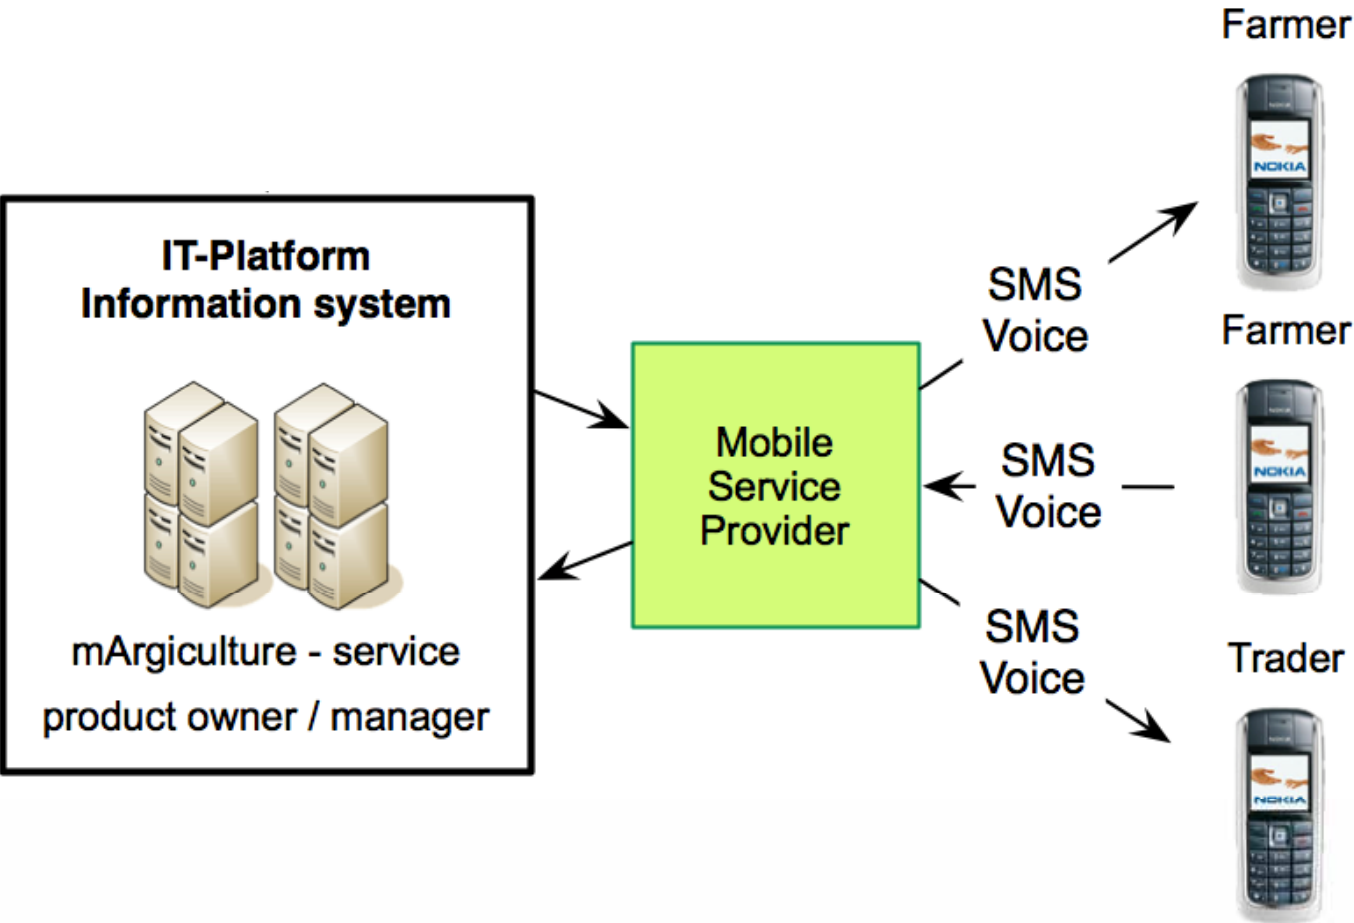 IT-Platform
Information system
mArgiculture - service
product owner / manager
Mobile
Service
Provider
SMS
Voice
SMS
Voice
SMS
Voice
Farmer
NOKIA
Farmer
NOKIA
Trader
NOKIA